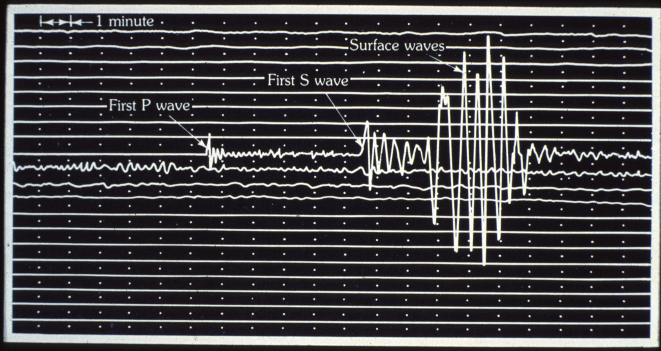 1 minute
Surface waves
First S wave
First P wave